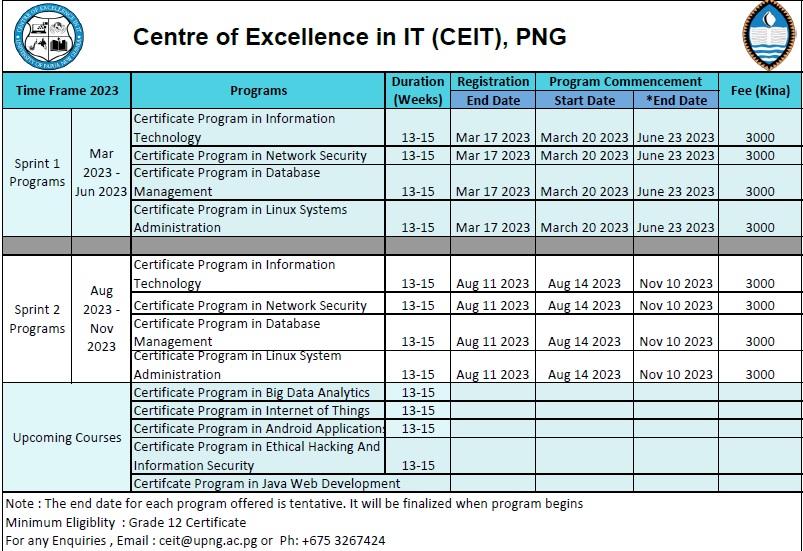 Centre of Excellence in IT (CEIT), PNG
Time Frame 2023 Programs Duration (Weeks) Registration Program Commencement Fee (Kina)
End Date Start Date *End Date
Sprint 1 Programs
Mar 2023 - Jun 2023
Certificate Program in Information
Technology 13-15 Mar 17 2023 March 20 2023 June 23 2023 3000
Certificate Program in Network Security 13-15 Mar 17 2023 March 20 2023 June 23 2023 3000
Certificate Program in Database
Management 13-15 Mar 17 2023 March 20 2023 June 23 2023 3000
Certificate Program in Linux Systems
Administration 13-15 Mar 17 2023 March 20 2023 June 23 2023 3000
Sprint 2 Programs
Aug 2023 - Nov 2023
Certificate Program in Information
Technology 13-15 Aug 11 2023 Aug 14 2023 Nov 10 2023 3000
Certificate Program in Network Security 13-15 Aug 11 2023 Aug 14 2023 Nov 10 2023 3000
Certificate Program in Database
Management 13-15 Aug 11 2023 Aug 14 2023 Nov 10 2023 3000
Certificate Program in Linux System
Administration 13-15 Aug 11 2023 Aug 14 2023 Nov 10 2023 3000
Upcoming Courses
Certificate Program in Big Data Analytics 13-15
Certificate Program in Internet of Things 13-15
Certificate Program in Android Applications 13-15
Certificate Program in Ethical Hacking And
Information Security 13-15
Certifcate Program in Java Web Development
Note : The end date for each program offered is tentative. It will be finalized when program begins
Minimum Eligiblity : Grade 12 Certificate
For any Enquiries , Email : ceit@upng.ac.pg or Ph: +675 3267424